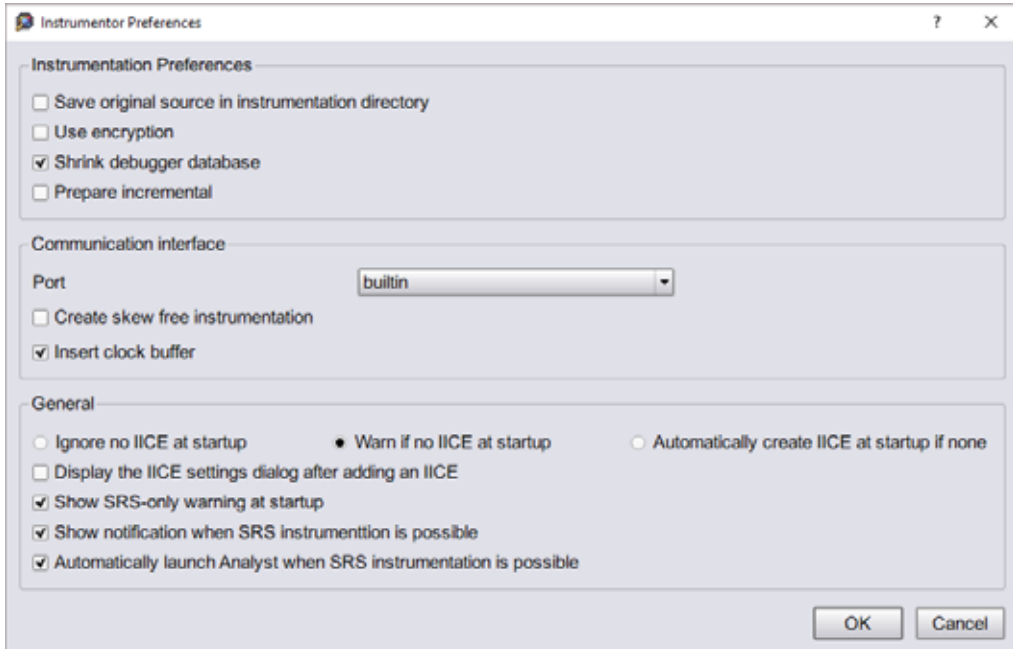 Instrumentor Preferences
Instrumentation Preferences
Save original source in instrumentation directory
Use encryption
Shrink debugger database
Prepare incremental
Communication interface
Port builtin
Create skew free instrumentation
Insert clock buffer
General
Ignore no IICE at startup Warn if no IICE at startup Automatically create IICE at startup if none
Display the IICE settings dialog after adding an IICE
Show SRS-only warning at startup
Show notification when SRS instrumenttion is possible
Automatically launch Analyst when SRS instrumentation is possible
OK Cancel